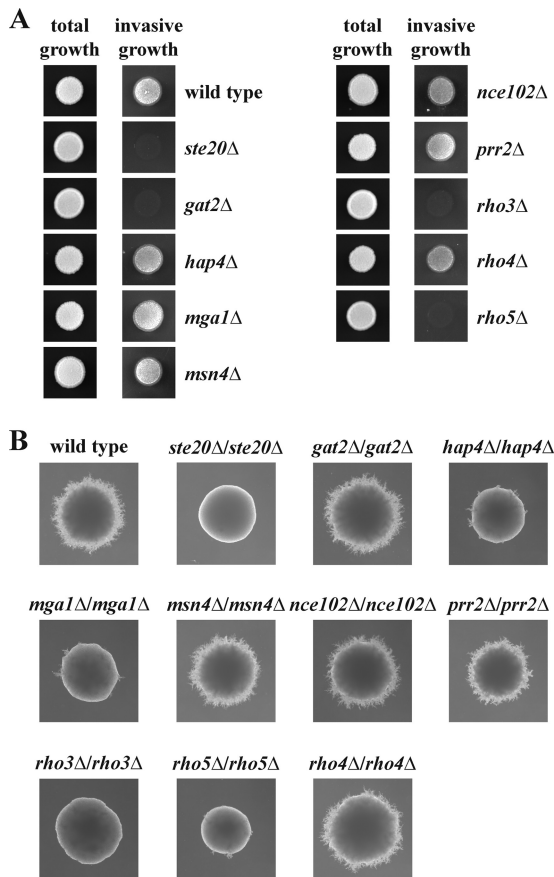 A
total growth
invasive growth
wild type
ste20Δ
gat2Δ
hap4Δ
mga1Δ
msn4Δ
total growth
invasive growth
nce102Δ
prr2Δ
rho3Δ
rho4Δ
rho5Δ
B
wild type
ste20Δ/ste20Δ
gat2Δ/gat2Δ
hap4Δ/hap4Δ
mga1Δ/mga1Δ
msn4Δ/msn4Δ
nce102Δ/nce102Δ
prr2Δ/prr2Δ
rho3Δ/rho3Δ
rho5Δ/rho5Δ
rho4Δ/rho4Δ